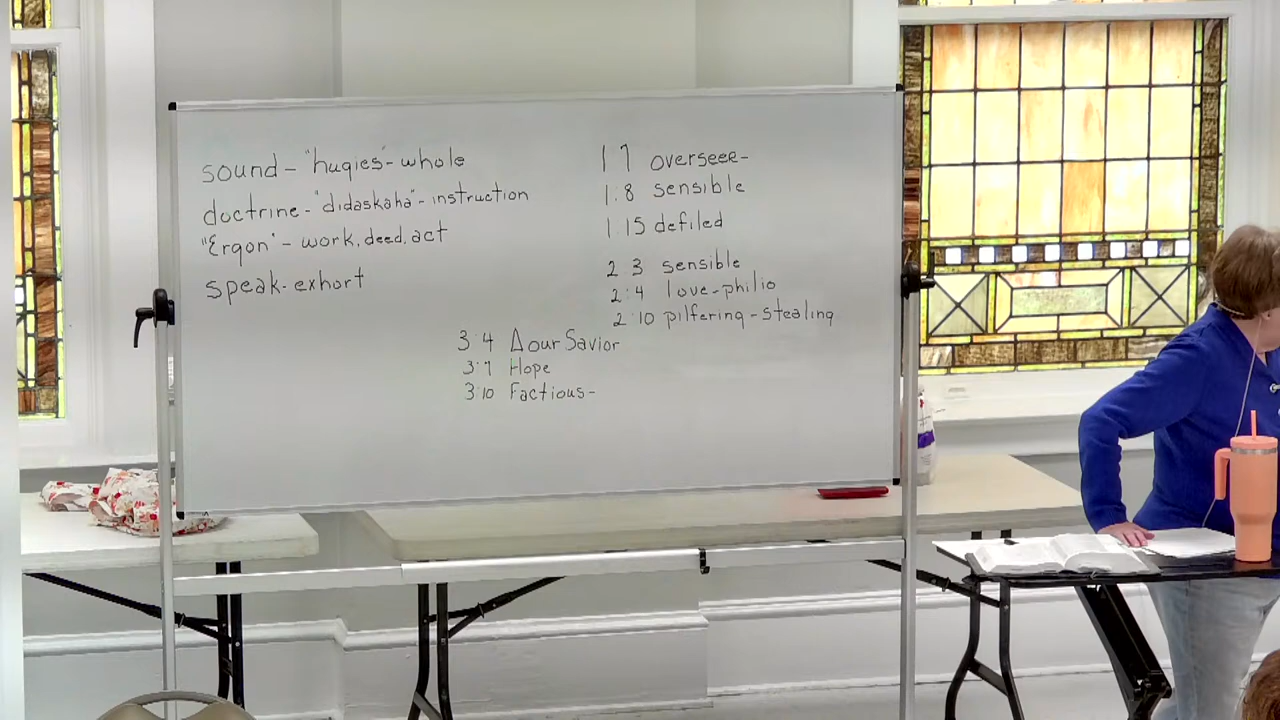 sound - "hugies" - whole
doctrine - "didaskaha" - instruction
"Ergon" - work, deed, act
speak - exhort
1 7 overseer -
1:8 sensible
1:15 defiled
2 3 sensible
2:4 love - philio
2:10 pilfering - stealing
3:4 Δ our Savior
3:7 Hope
3:10 Factious -